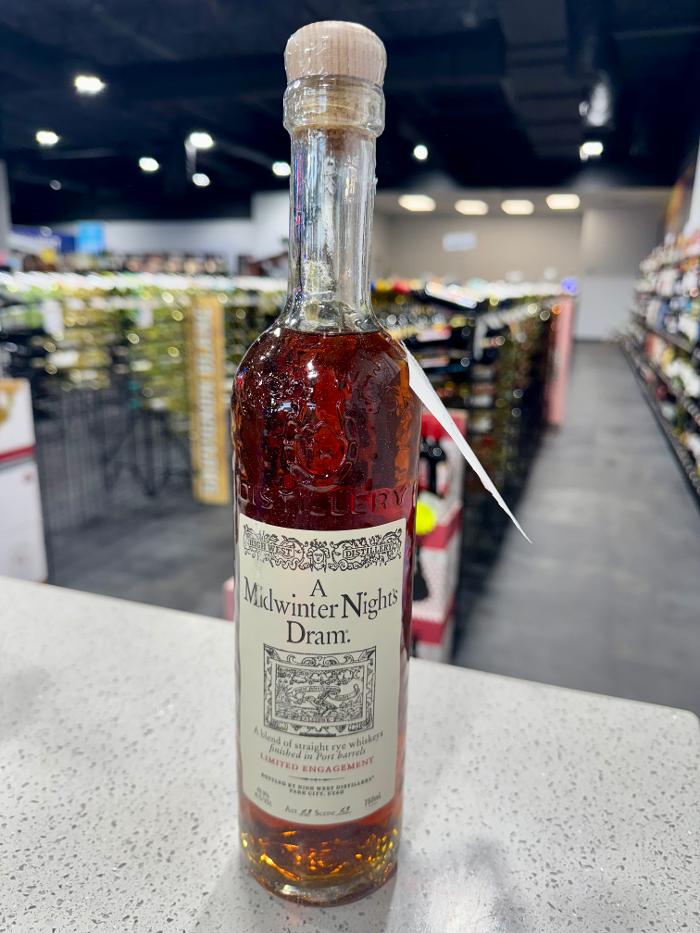 DISTILLERY
HIGH WEST DISTILLERY
A
Midwinter Night's
Dram.
A blend of straight rye whiskeys
finished in Port barrels
LIMITED ENGAGEMENT
BOTTLED BY HIGH WEST DISTILLERY
PARK CITY, UTAH
Act Scene
750mL